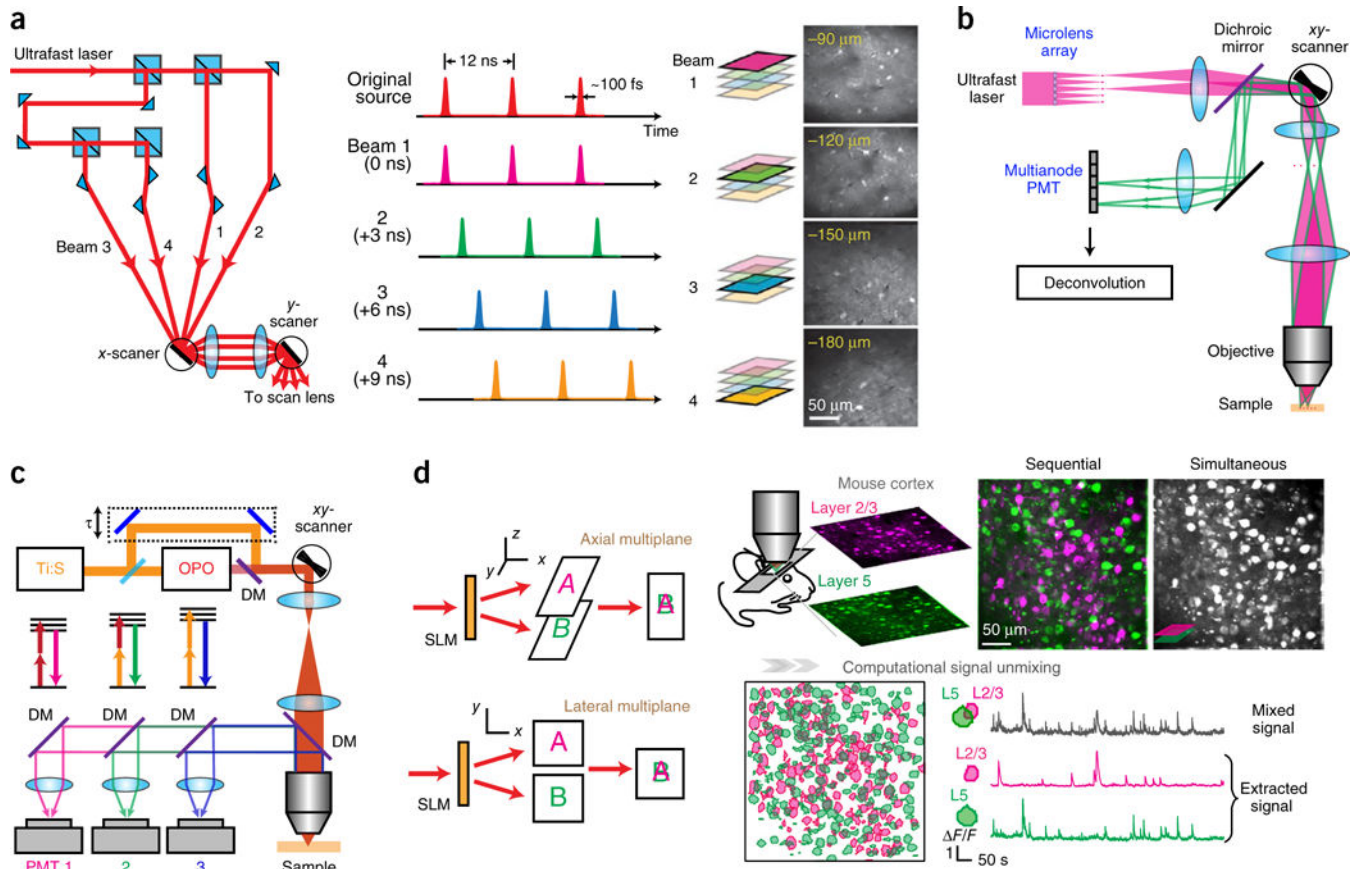 a
Ultrafast laser
Beam 3
4
1
2
x-scaner
y-
scaner
To scan lens
Original
source
12 ns
~100 fs
Time
Beam 1
(0 ns)
2
(+3 ns)
3
(+6 ns)
4
(+9 ns)
Beam
1
2
3
4
–90 µm
–120 µm
–150 µm
–180 µm
50 µm
b
Microlens
array
Ultrafast
laser
Dichroic
mirror
xy-
scanner
Multianode
PMT
Deconvolution
Objective
Sample
c
τ
xy-
scanner
Ti:S
OPO
DM
DM
DM
DM
DM
PMT 1
2
3
Sample
d
z
x
y
Axial multiplane
A
B
SLM
A
B
y
x
Lateral multiplane
A
B
SLM
A
B
Mouse cortex
Layer 2/3
Layer 5
Sequential
Simultaneous
50 µm
Computational signal unmixing
L5
L2/3
Mixed
signal
L2/3
L5
Extracted
signal
ΔF/F
1
50 s